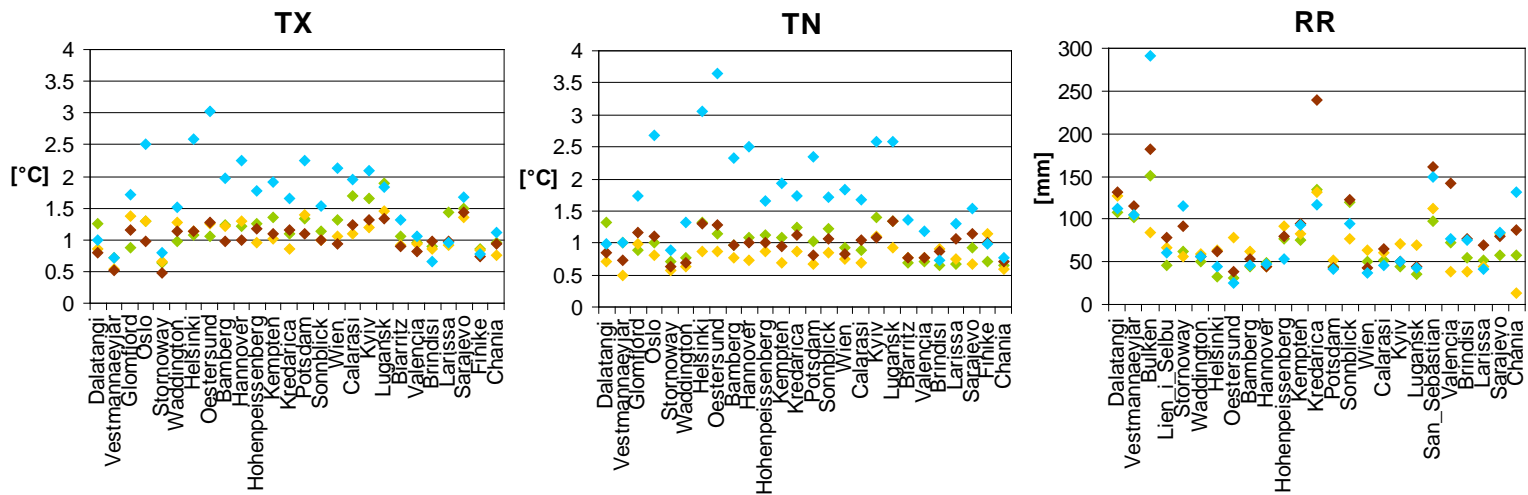 TX
[°C]
4
3.5
3
2.5
2
1.5
1
0.5
0
Dalatangi
Vestmannaeyjar
Glomfjord
Oslo
Stornoway
Waddington
Helsinki
Oestersund
Bamberg
Hannover
Hohenpeissenberg
Kempten
Kredarica
Potsdam
Sonnblick
Wien
Calarasi
Kyiv
Lugansk
Biarritz
Valencia
Brindisi
Larissa
Sarajevo
Finike
Chania
TN
[°C]
4
3.5
3
2.5
2
1.5
1
0.5
0
Dalatangi
Vestmannaeyjar
Glomfjord
Oslo
Stornoway
Waddington
Helsinki
Oestersund
Bamberg
Hannover
Hohenpeissenberg
Kempten
Kredarica
Potsdam
Sonnblick
Wien
Calarasi
Kyiv
Lugansk
Biarritz
Valencia
Brindisi
Larissa
Sarajevo
Finike
Chania
RR
[mm]
300
250
200
150
100
50
0
Dalatangi
Vestmannaeyjar
Bulken
Lien_i_Selbu
Stornoway
Waddington
Helsinki
Oestersund
Bamberg
Hannover
Hohenpeissenberg
Kempten
Kredarica
Potsdam
Sonnblick
Wien
Calarasi
Kyiv
Lugansk
San_Sebastian
Valencia
Brindisi
Larissa
Sarajevo
Chania